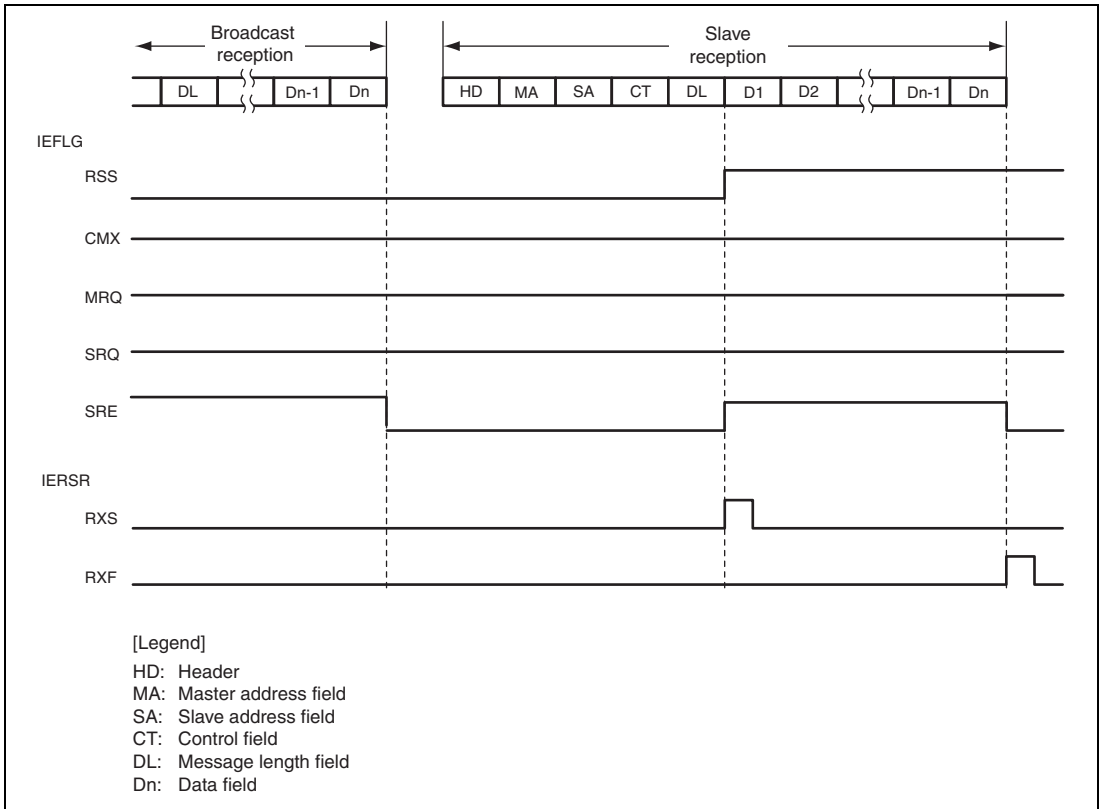 Broadcast
reception
Slave
reception
DL Dn-1 Dn HD MA SA CT DL D1 D2 Dn-1 Dn
IEFLG
RSS
CMX
MRQ
SRQ
SRE
IERSR
RXS
RXF
[Legend]
HD: Header
MA: Master address field
SA: Slave address field
CT: Control field
DL: Message length field
Dn: Data field